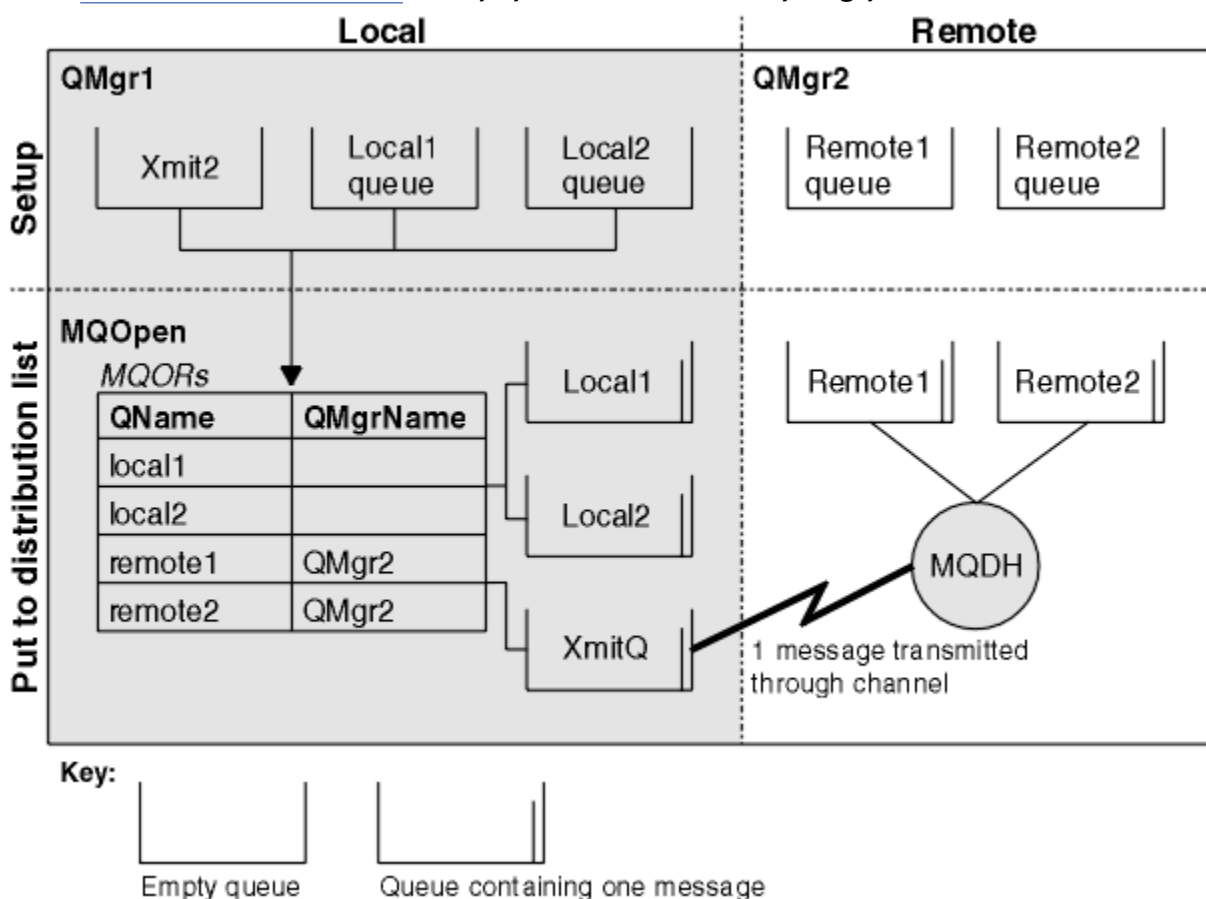 Local
Remote
Setup
QMgr1
Xmit2
Local1
queue
Local2
queue
QMgr2
Remote1
queue
Remote2
queue
Put to distribution list
MQOpen
MQORs
QName QMgrName
local1
local2
remote1 QMgr2
remote2 QMgr2
Local1
Local2
XmitQ
Remote1
Remote2
MQDH
1 message transmitted
through channel
Key:
Empty queue
Queue containing one message